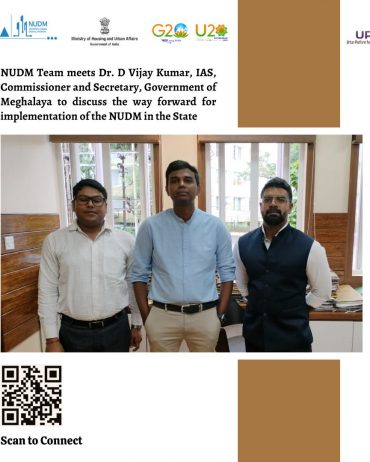 NUDM
Ministry of Housing and Urban Affairs
Government of India
G20
U20
UP
NUDM Team meets Dr. D Vijay Kumar, IAS,
Commissioner and Secretary, Government of
Meghalaya to discuss the way forward for
implementation of the NUDM in the State
Scan to Connect